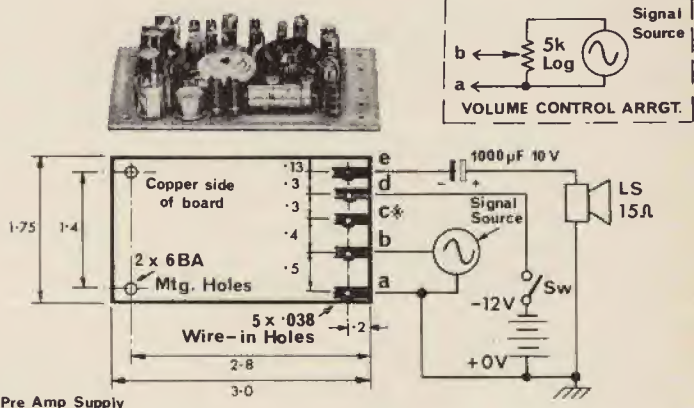 Signal
Source
5k
Log
b
a
VOLUME CONTROL ARRGT.
e
1000µF 10V
- +
Copper side
of board
·13
·3
·3
·4
·5
d
c*
b
a
Signal
Source
LS
15Ω
1·75
1·4
2 x 6BA
Mtg. Holes
5 x ·038
Wire-in Holes
·2
Sw
-12V
+0V
2·8
3·0
Pre Amp Supply